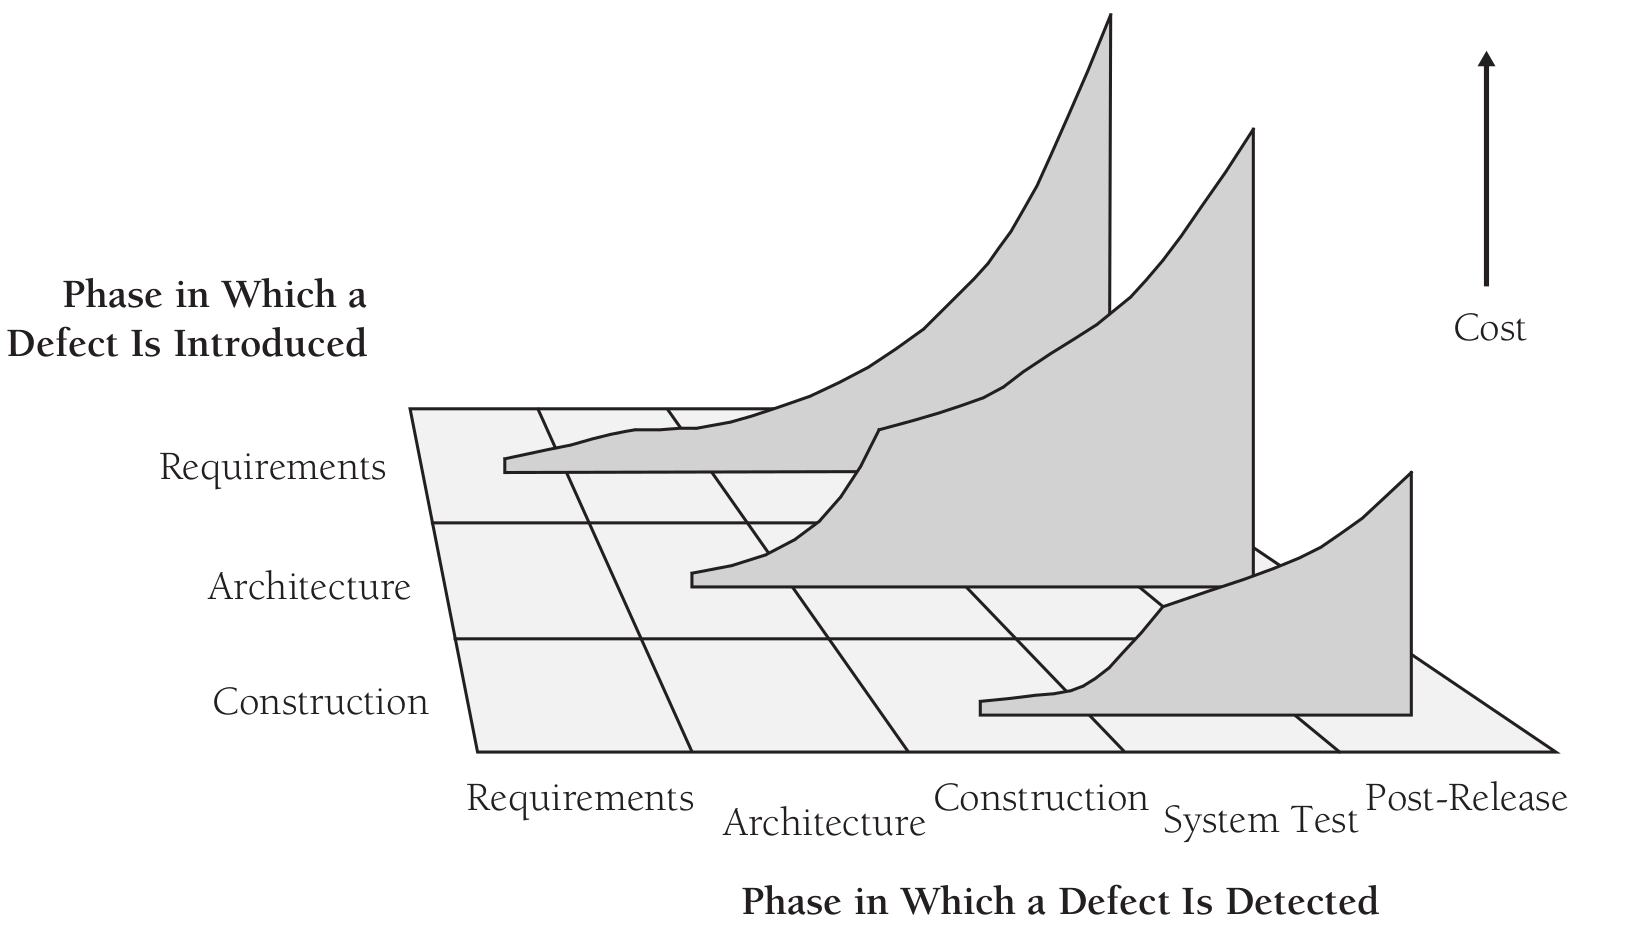 Cost
Phase in Which a
Defect Is Introduced
Requirements
Architecture
Construction
Requirements
Architecture
Construction
System Test
Post-Release
Phase in Which a Defect Is Detected